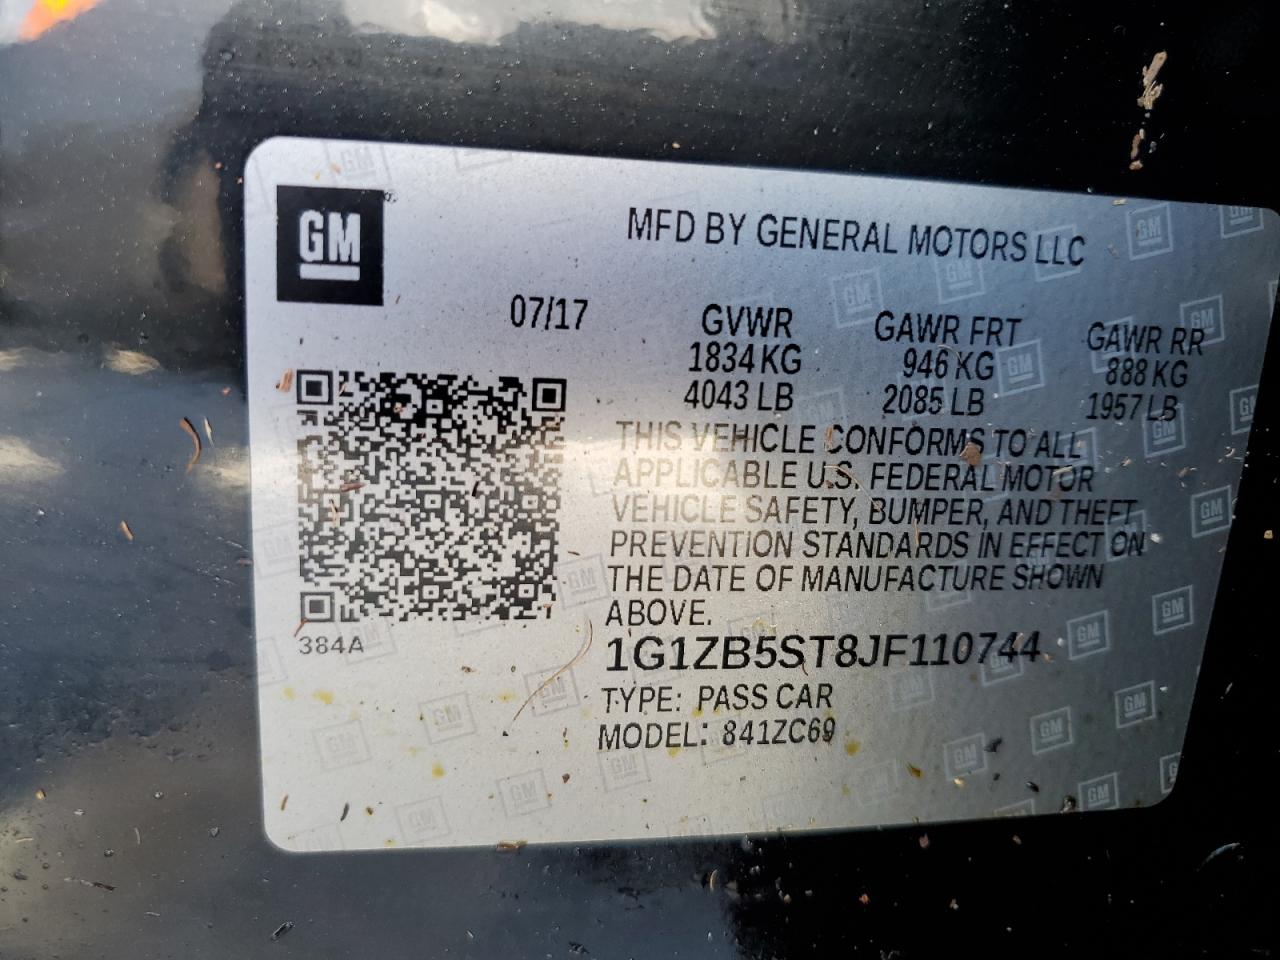 GM
MFD BY GENERAL MOTORS LLC
07/17
GVWR GAWR FRT GAWR RR
1834 KG 946 KG 888 KG
4043 LB 2085 LB 1957 LB
THIS VEHICLE CONFORMS TO ALL
APPLICABLE U.S. FEDERAL MOTOR
VEHICLE SAFETY, BUMPER, AND THEFT
PREVENTION STANDARDS IN EFFECT ON
THE DATE OF MANUFACTURE SHOWN
ABOVE.
384A
1G1ZB5ST8JF110744
TYPE: PASS CAR
MODEL: 841ZC69